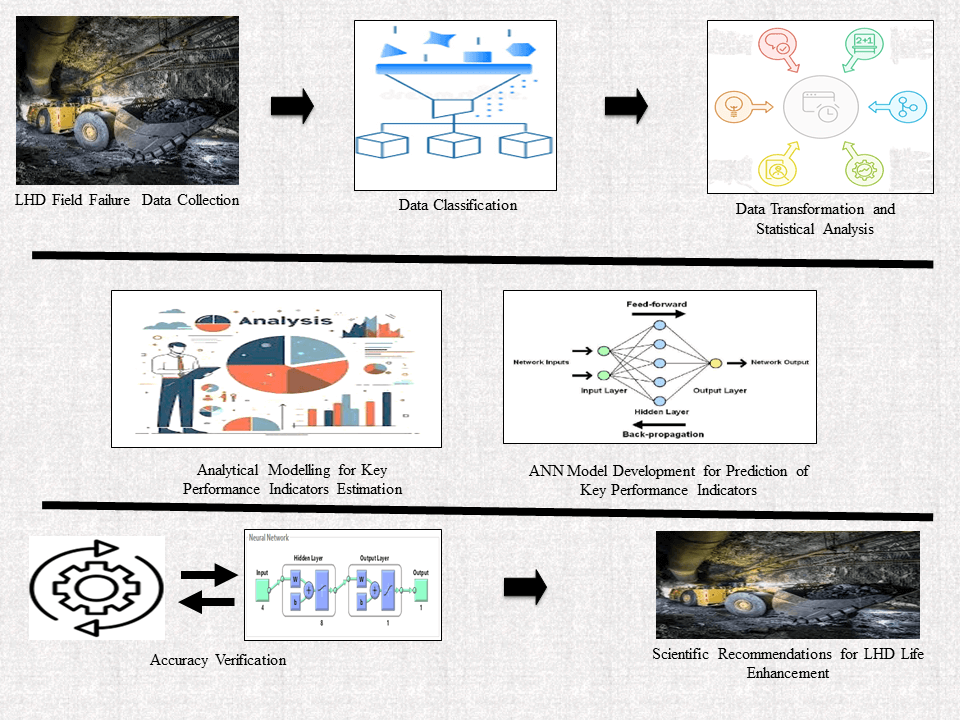 LHD Field Failure Data Collection
Data Classification
2+1
Data Transformation and
Statistical Analysis
Analysis
Analytical Modelling for Key
Performance Indicators Estimation
Feed-forward
Network Inputs
Network Output
Input Layer
Output Layer
Hidden Layer
Back-propagation
ANN Model Development for Prediction of
Key Performance Indicators
Neural Network
Hidden Layer
Output Layer
Input
Output
W
W
+
+
b
b
4
8
1
1
Accuracy Verification
Scientific Recommendations for LHD Life
Enhancement